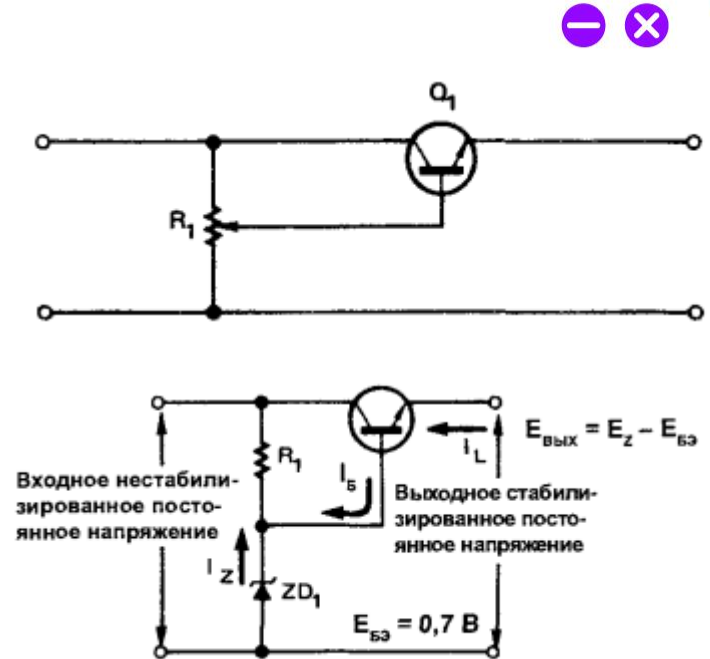 Q₁
R₁
Eвых = Ez – Eбэ
IL
R₁
Iб
Входное нестабили-
зированное посто-
янное напряжение
Выходное стабили-
зированное посто-
янное напряжение
IZ
ZD₁
Eбэ = 0,7 В